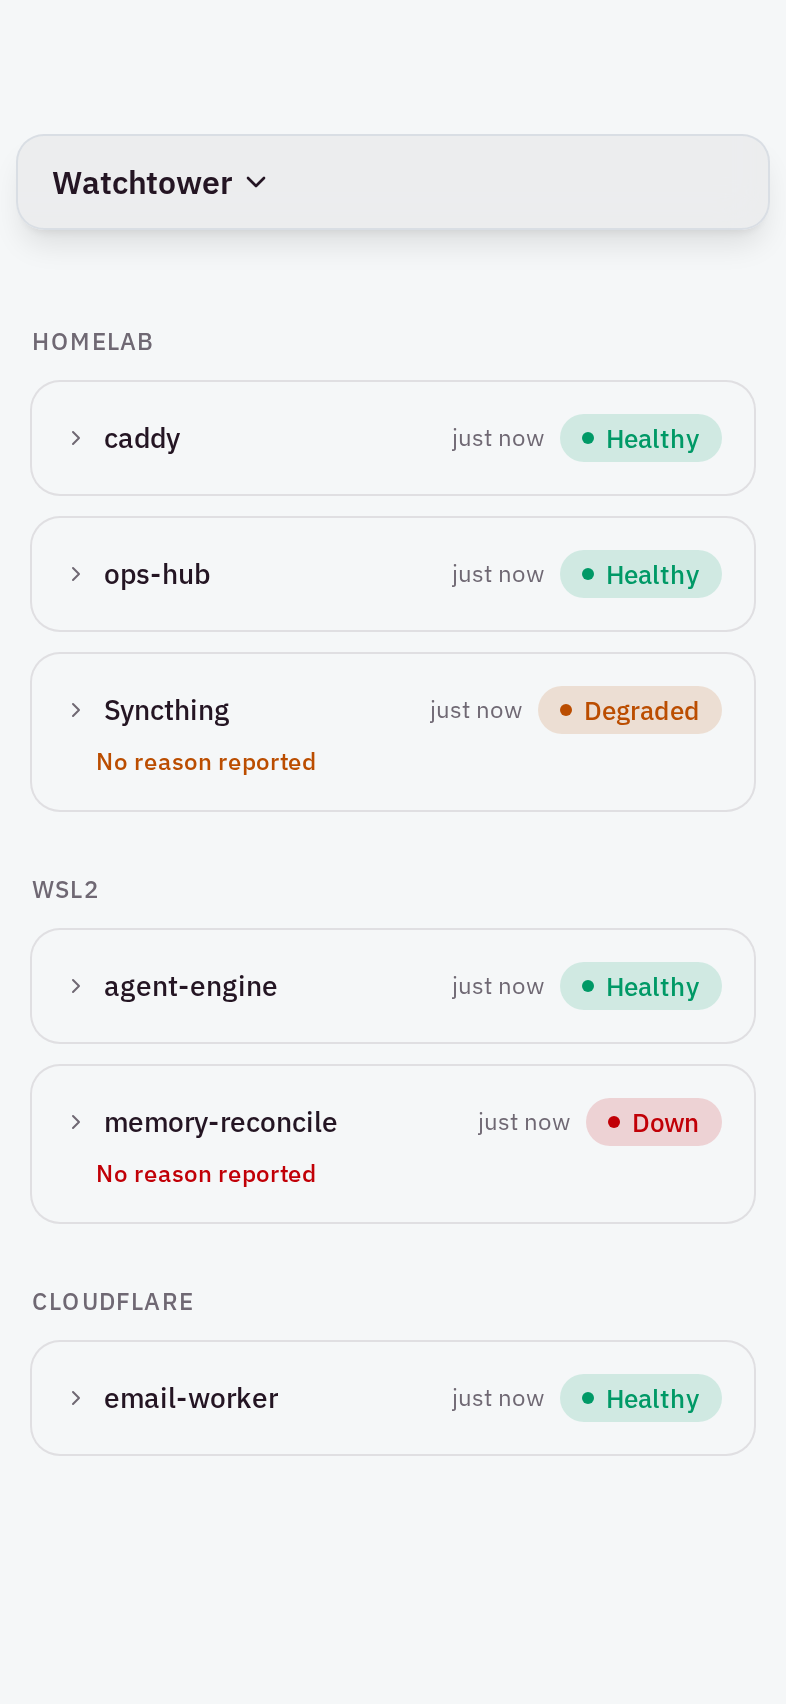 Watchtower
HOMELAB
caddy just now Healthy
ops-hub just now Healthy
Syncthing just now Degraded
No reason reported
WSL2
agent-engine just now Healthy
memory-reconcile just now Down
No reason reported
CLOUDFLARE
email-worker just now Healthy